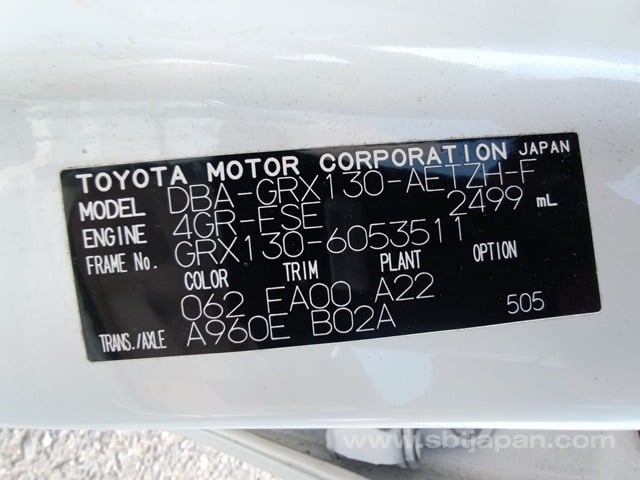 TOYOTA MOTOR CORPORATION JAPAN
MODEL DBA-GRX130-AETZH-F
ENGINE 4GR-FSE 2499 mL
FRAME No. GRX130-6053511
COLOR TRIM PLANT OPTION
062 FA00 A22
TRANS./AXLE A960E B02A 505
www.sbijapan.com